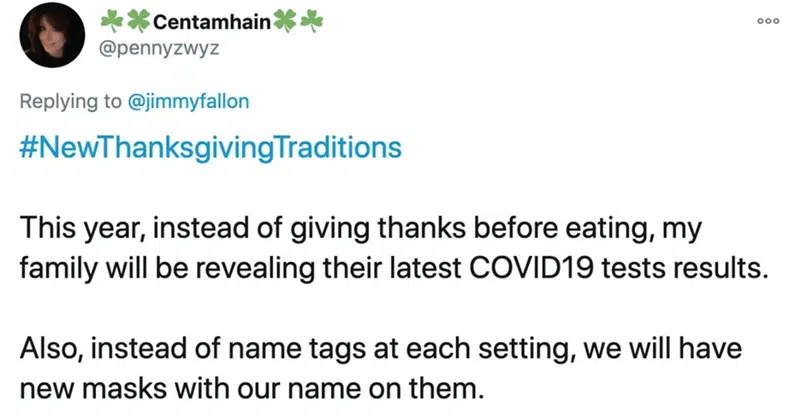 ☘️🍀Centamhain🍀☘️
@pennyzwyz
Replying to @jimmyfallon
#NewThanksgivingTraditions
This year, instead of giving thanks before eating, my
family will be revealing their latest COVID19 tests results.
Also, instead of name tags at each setting, we will have
new masks with our name on them.